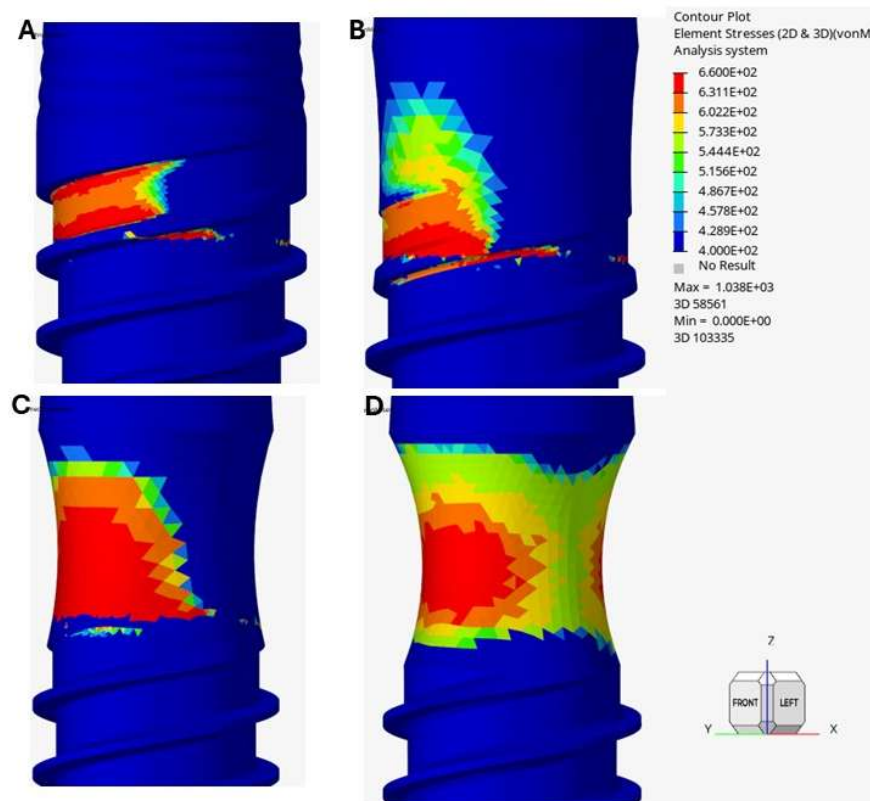 A
B
Contour Plot
Element Stresses (2D & 3D)(vonM
Analysis system
6.600E+02
6.311E+02
6.022E+02
5.733E+02
5.444E+02
5.156E+02
4.867E+02
4.578E+02
4.289E+02
4.000E+02
No Result
Max = 1.038E+03
3D 58561
Min = 0.000E+00
3D 103335
C
D
Z
FRONT
LEFT
Y
X